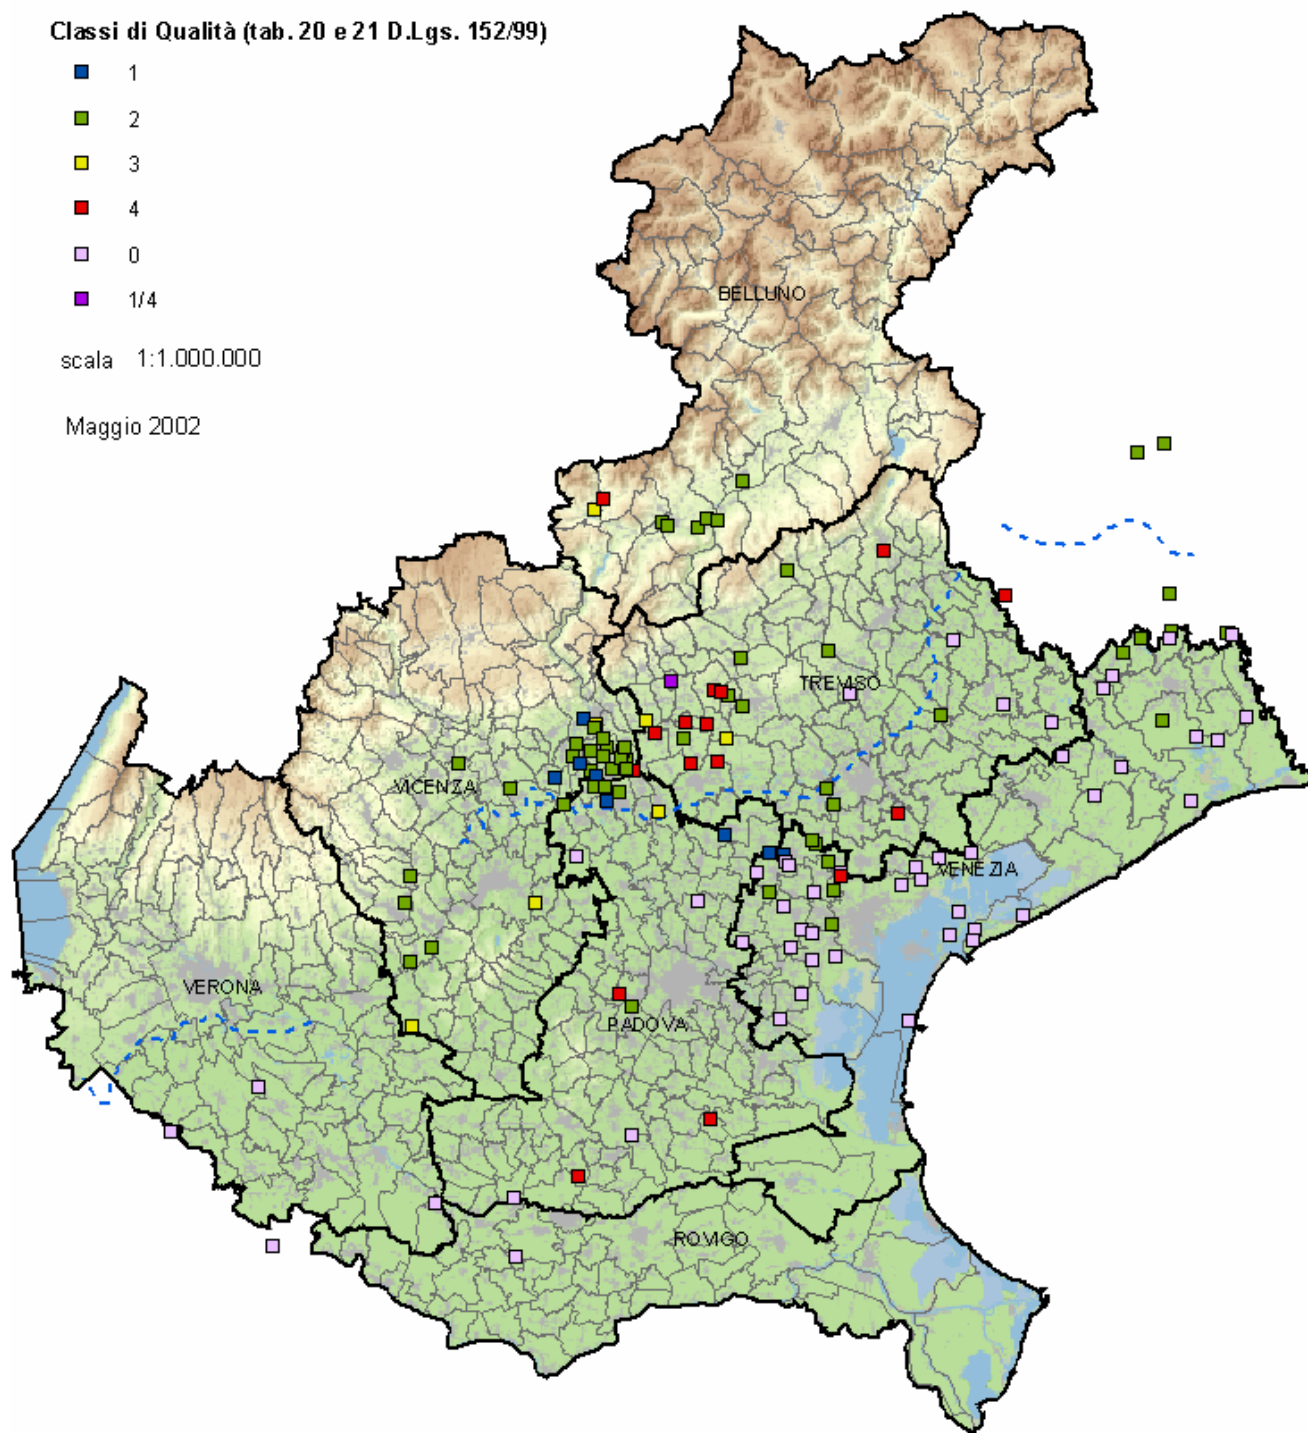 Classi di Qualità (tab. 20 e 21 D.Lgs. 152/99)
1
2
3
4
0
1/4
scala 1:1.000.000
Maggio 2002
BELLUNO
TREVISO
VICENZA
VENEZIA
VERONA
PADOVA
ROVIGO